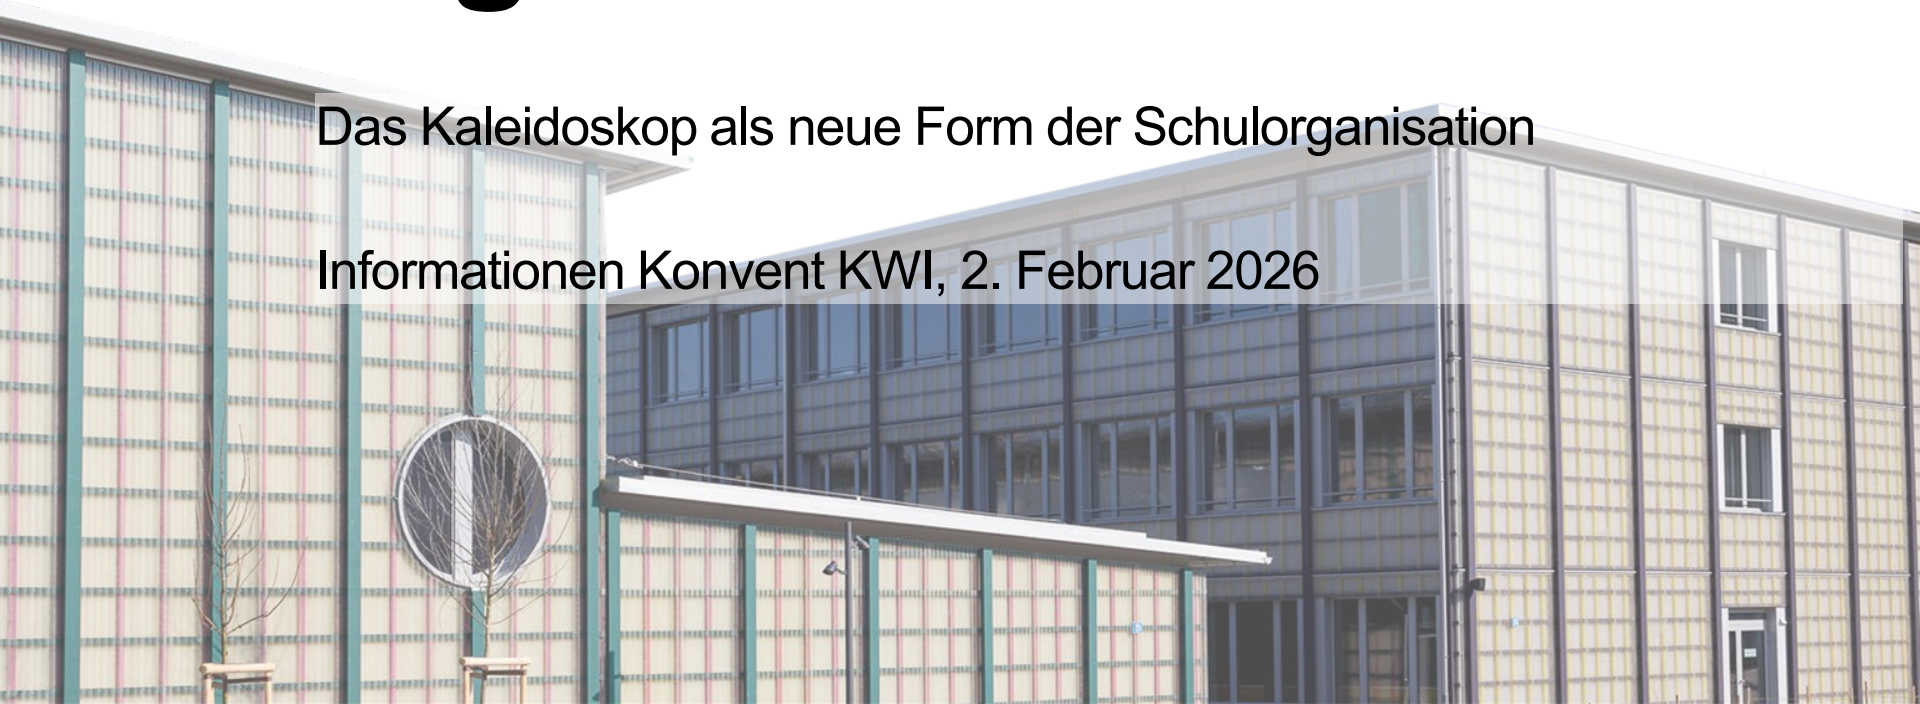 Das Kaleidoskop als neue Form der Schulorganisation
Informationen Konvent KWI, 2. Februar 2026